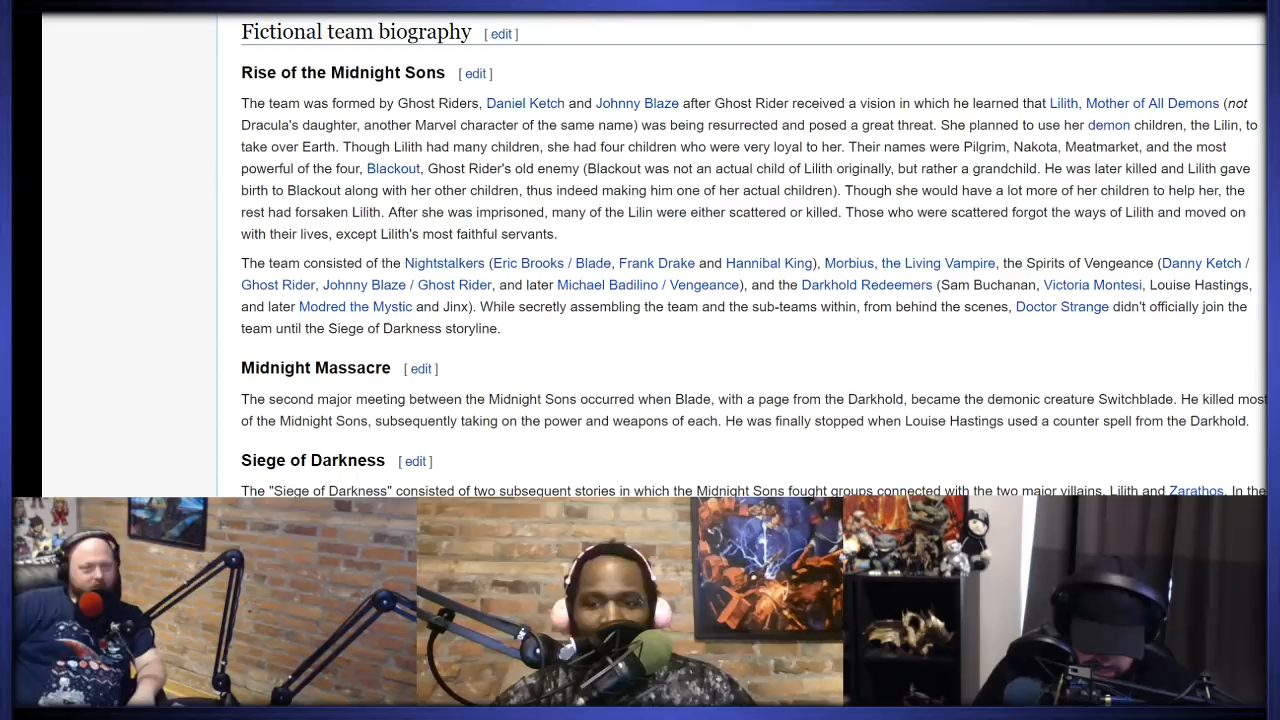 Fictional team biography [ edit ]
Rise of the Midnight Sons [ edit ]
The team was formed by Ghost Riders, Daniel Ketch and Johnny Blaze after Ghost Rider received a vision in which he learned that Lilith, Mother of All Demons (not
Dracula's daughter, another Marvel character of the same name) was being resurrected and posed a great threat. She planned to use her demon children, the Lilin, to
take over Earth. Though Lilith had many children, she had four children who were very loyal to her. Their names were Pilgrim, Nakota, Meatmarket, and the most
powerful of the four, Blackout, Ghost Rider's old enemy (Blackout was not an actual child of Lilith originally, but rather a grandchild. He was later killed and Lilith gave
birth to Blackout along with her other children, thus indeed making him one of her actual children). Though she would have a lot more of her children to help her, the
rest had forsaken Lilith. After she was imprisoned, many of the Lilin were either scattered or killed. Those who were scattered forgot the ways of Lilith and moved on
with their lives, except Lilith's most faithful servants.
The team consisted of the Nightstalkers (Eric Brooks / Blade, Frank Drake and Hannibal King), Morbius, the Living Vampire, the Spirits of Vengeance (Danny Ketch /
Ghost Rider, Johnny Blaze / Ghost Rider, and later Michael Badilino / Vengeance), and the Darkhold Redeemers (Sam Buchanan, Victoria Montesi, Louise Hastings,
and later Modred the Mystic and Jinx). While secretly assembling the team and the sub-teams within, from behind the scenes, Doctor Strange didn't officially join the
team until the Siege of Darkness storyline.
Midnight Massacre [ edit ]
The second major meeting between the Midnight Sons occurred when Blade, with a page from the Darkhold, became the demonic creature Switchblade. He killed most
of the Midnight Sons, subsequently taking on the power and weapons of each. He was finally stopped when Louise Hastings used a counter spell from the Darkhold.
Siege of Darkness [ edit ]
The "Siege of Darkness" consisted of two subsequent stories in which the Midnight Sons fought groups connected with the two major villains, Lilith and Zarathos. In the